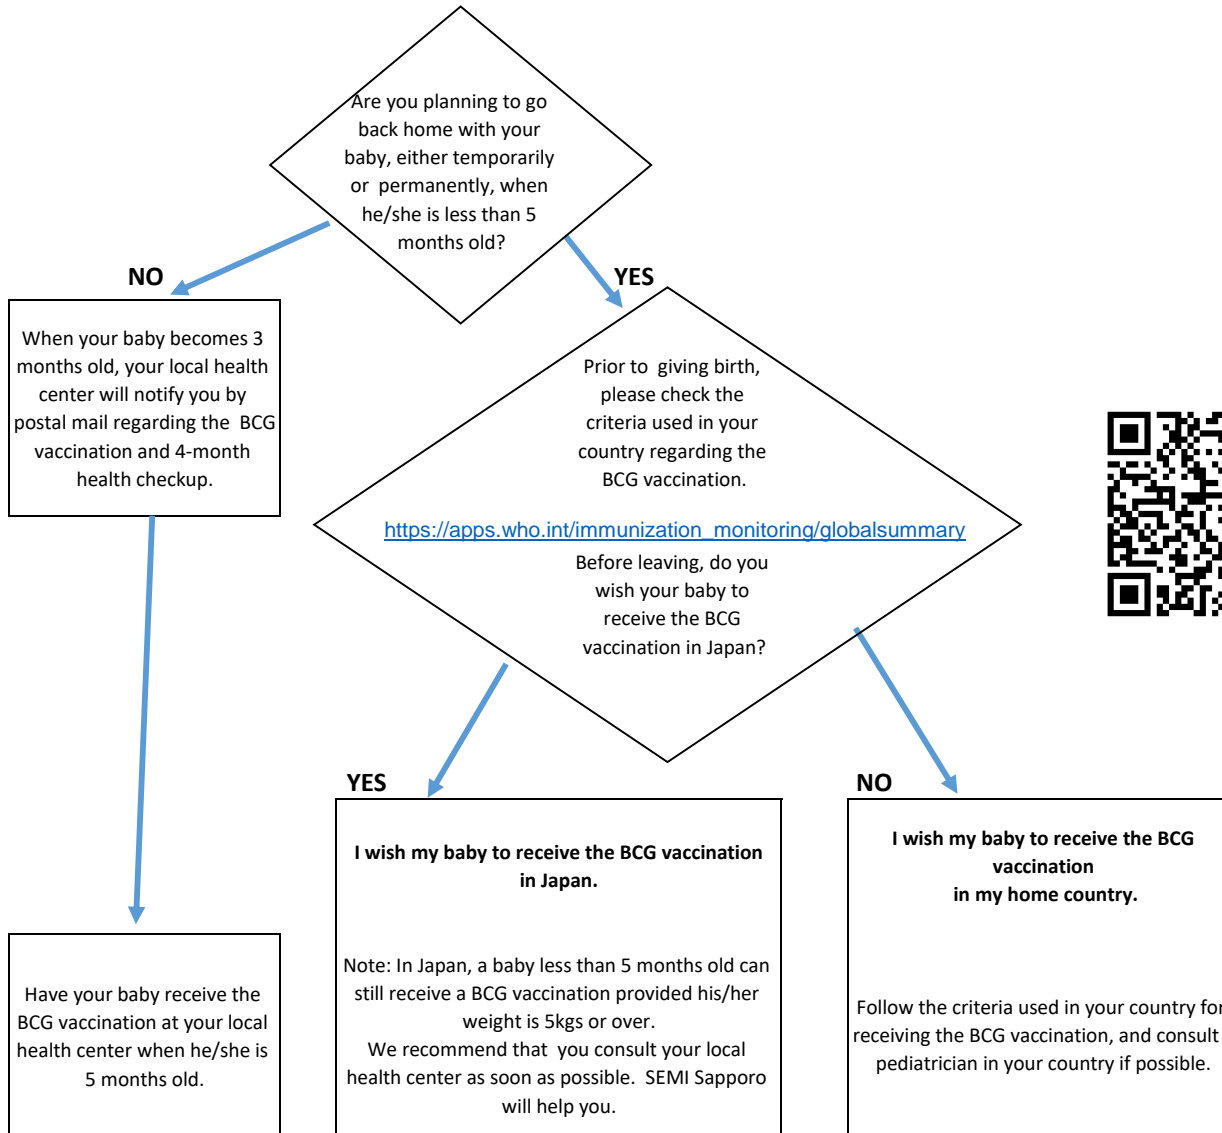 Are you planning to go
back home with your
baby, either temporarily
or permanently, when
he/she is less than 5
months old?
NO
YES
When your baby becomes 3
months old, your local health
center will notify you by
postal mail regarding the BCG
vaccination and 4-month
health checkup.
Prior to giving birth,
please check the
criteria used in your
country regarding the
BCG vaccination.
https://apps.who.int/immunization_monitoring/globalsummary
Before leaving, do you
wish your baby to
receive the BCG
vaccination in Japan?
YES
NO
Have your baby receive the
BCG vaccination at your local
health center when he/she is
5 months old.
I wish my baby to receive the BCG vaccination
in Japan.
Note: In Japan, a baby less than 5 months old can
still receive a BCG vaccination provided his/her
weight is 5kgs or over.
We recommend that you consult your local
health center as soon as possible. SEMI Sapporo
will help you.
I wish my baby to receive the BCG
vaccination
in my home country.
Follow the criteria used in your country for
receiving the BCG vaccination, and consult
pediatrician in your country if possible.